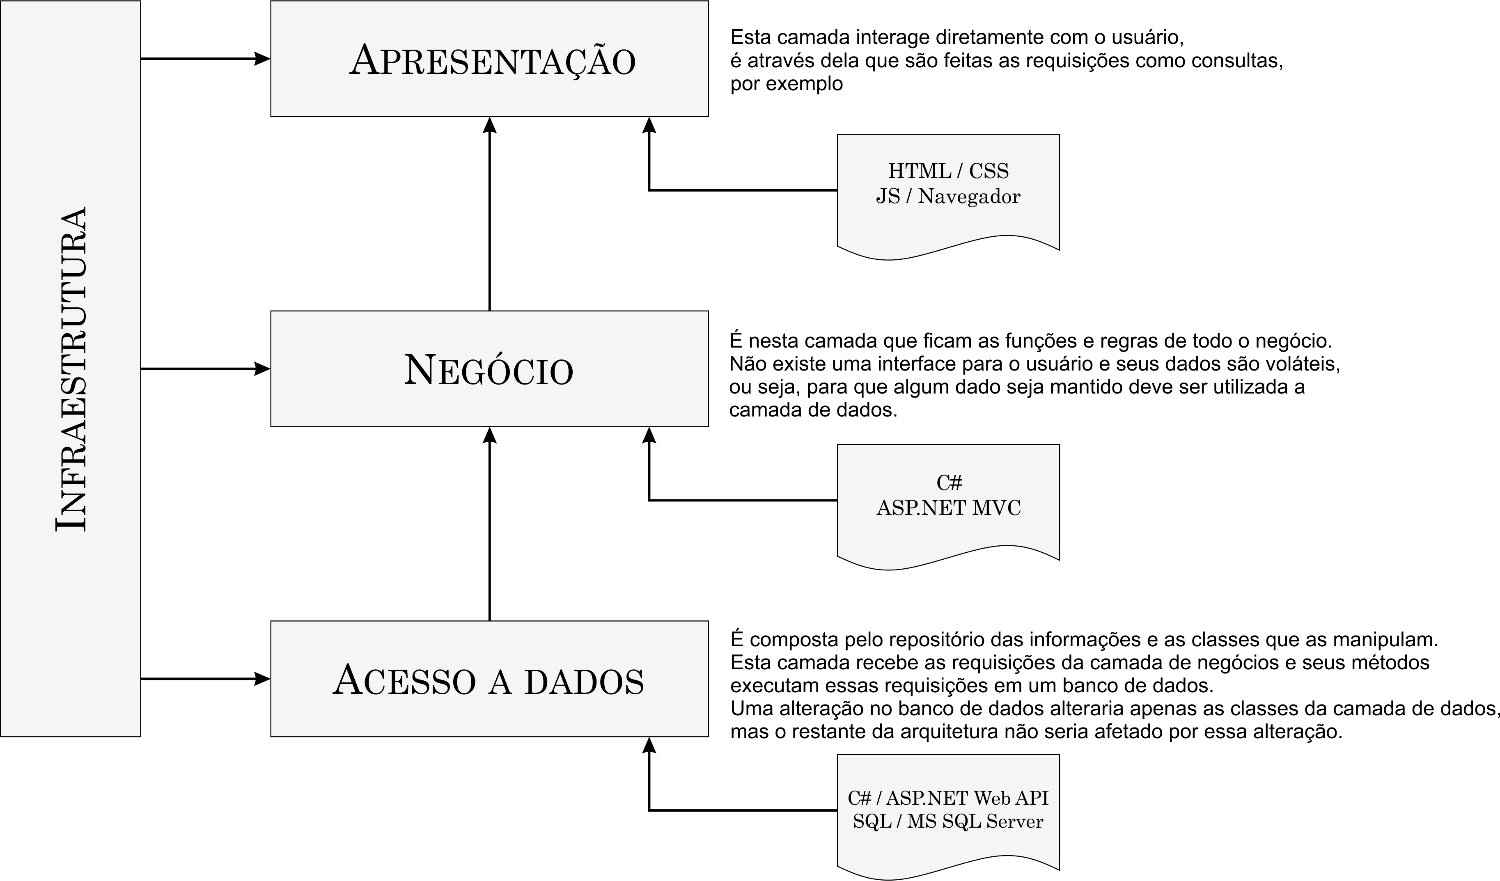 INFRAESTRUTURA
APRESENTAÇÃO
Esta camada interage diretamente com o usuário,
é através dela que são feitas as requisições como consultas,
por exemplo
HTML / CSS
JS / Navegador
NEGÓCIO
É nesta camada que ficam as funções e regras de todo o negócio.
Não existe uma interface para o usuário e seus dados são voláteis,
ou seja, para que algum dado seja mantido deve ser utilizada a
camada de dados.
C#
ASP.NET MVC
ACESSO A DADOS
É composta pelo repositório das informações e as classes que as manipulam.
Esta camada recebe as requisições da camada de negócios e seus métodos
executam essas requisições em um banco de dados.
Uma alteração no banco de dados alteraria apenas as classes da camada de dados,
mas o restante da arquitetura não seria afetado por essa alteração.
C# / ASP.NET Web API
SQL / MS SQL Server